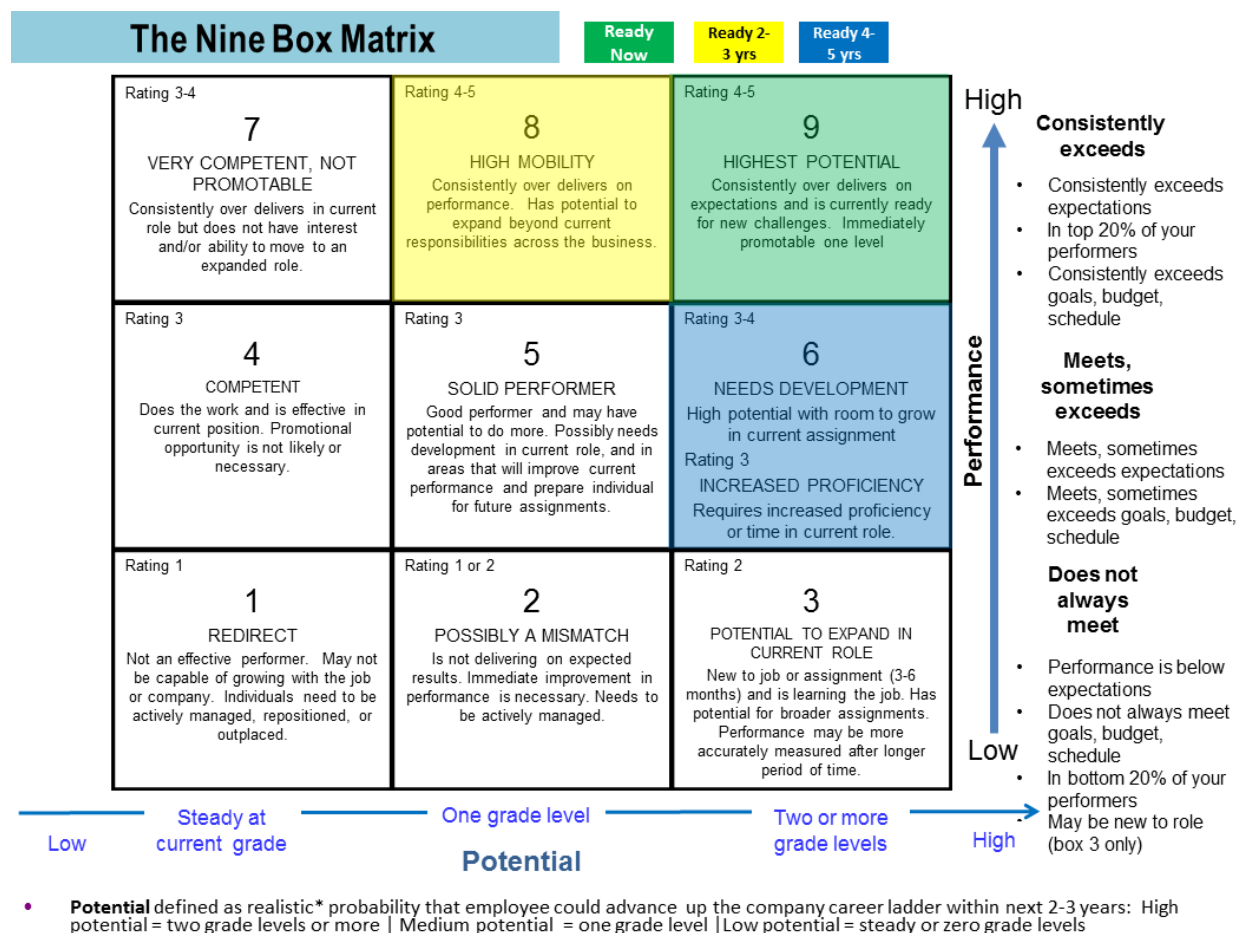 The Nine Box Matrix
Ready
Now
Ready 2-
3 yrs
Ready 4-
5 yrs
Rating 3-4
7
VERY COMPETENT, NOT
PROMOTABLE
Consistently over delivers in current
role but does not have interest
and/or ability to move to an
expanded role.
Rating 4-5
8
HIGH MOBILITY
Consistently over delivers on
performance. Has potential to
expand beyond current
responsibilities across the business.
Rating 4-5
9
HIGHEST POTENTIAL
Consistently over delivers on
expectations and is currently ready
for new challenges. Immediately
promotable one level
Rating 3
4
COMPETENT
Does the work and is effective in
current position. Promotional
opportunity is not likely or
necessary.
Rating 3
5
SOLID PERFORMER
Good performer and may have
potential to do more. Possibly needs
development in current role, and in
areas that will improve current
performance and prepare individual
for future assignments.
Rating 3-4
6
NEEDS DEVELOPMENT
High potential with room to grow
in current assignment
Rating 3
INCREASED PROFICIENCY
Requires increased proficiency
or time in current role.
Rating 1
1
REDIRECT
Not an effective performer. May not
be capable of growing with the job
or company. Individuals need to be
actively managed, repositioned, or
outplaced.
Rating 1 or 2
2
POSSIBLY A MISMATCH
Is not delivering on expected
results. Immediate improvement in
performance is necessary. Needs to
be actively managed.
Rating 2
3
POTENTIAL TO EXPAND IN
CURRENT ROLE
New to job or assignment (3-6
months) and is learning the job. Has
potential for broader assignments.
Performance may be more
accurately measured after longer
period of time.
High
Performance
Low
Consistently
exceeds
• Consistently exceeds
expectations
• In top 20% of your
performers
• Consistently exceeds
goals, budget,
schedule
Meets,
sometimes
exceeds
• Meets, sometimes
exceeds expectations
• Meets, sometimes
exceeds goals, budget,
schedule
Does not
always
meet
• Performance is below
expectations
• Does not always meet
goals, budget,
schedule
• In bottom 20% of your
performers
• May be new to role
(box 3 only)
Low
Steady at
current grade
One grade level
Two or more
grade levels
High
Potential
• Potential defined as realistic* probability that employee could advance up the company career ladder within next 2-3 years: High
potential = two grade levels or more | Medium potential = one grade level |Low potential = steady or zero grade levels